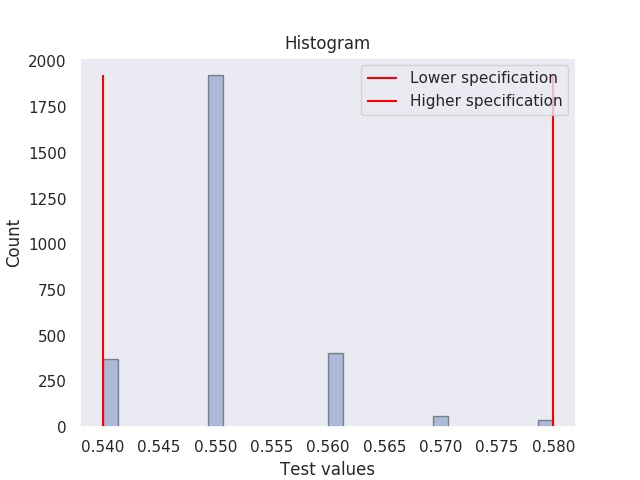 Histogram
2000
1750
1500
1250
1000
750
500
250
0
Count
Lower specification
Higher specification
0.540 0.545 0.550 0.555 0.560 0.565 0.570 0.575 0.580
Test values